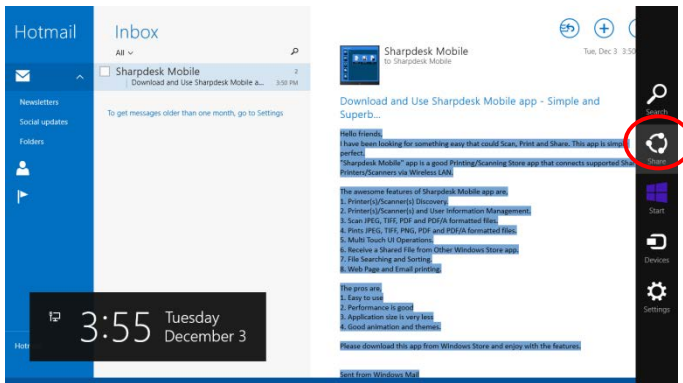 Hotmail
Newsletters
Social updates
Folders
Inbox
All
Sharpdesk Mobile
2
Download and Use Sharpdesk Mobile a...
3:50 PM
To get messages older than one month, go to Settings
Sharpdesk Mobile
to Sharpdesk Mobile
Tue, Dec 3 3:50
Download and Use Sharpdesk Mobile app - Simple and
Superb...
Hello friends,
I have been looking for something easy that could Scan, Print and Share. This app is simply
perfect.
"Sharpdesk Mobile" app is a good Printing/Scanning Store app that connects supported Sha
Printers/Scanners via Wireless LAN.
The awesome features of Sharpdesk Mobile app are,
1. Printer(s)/Scanner(s) Discovery.
2. Printer(s)/Scanner(s) and User Information Management.
3. Scan JPEG, TIFF, PDF and PDF/A formatted files.
4. Pints JPEG, TIFF, PNG, PDF and PDF/A formatted files.
5. Multi Touch UI Operations.
6. Receive a Shared File from Other Windows Store app.
7. File Searching and Sorting.
8. Web Page and Email printing.
The pros are,
1. Easy to use
2. Performance is good
3. Application size is very less
4. Good animation and themes.
Please download this app from Windows Store and enjoy with the features.
Sent from Windows Mail
Search
Share
Start
Devices
Settings
3:55
Tuesday
December 3